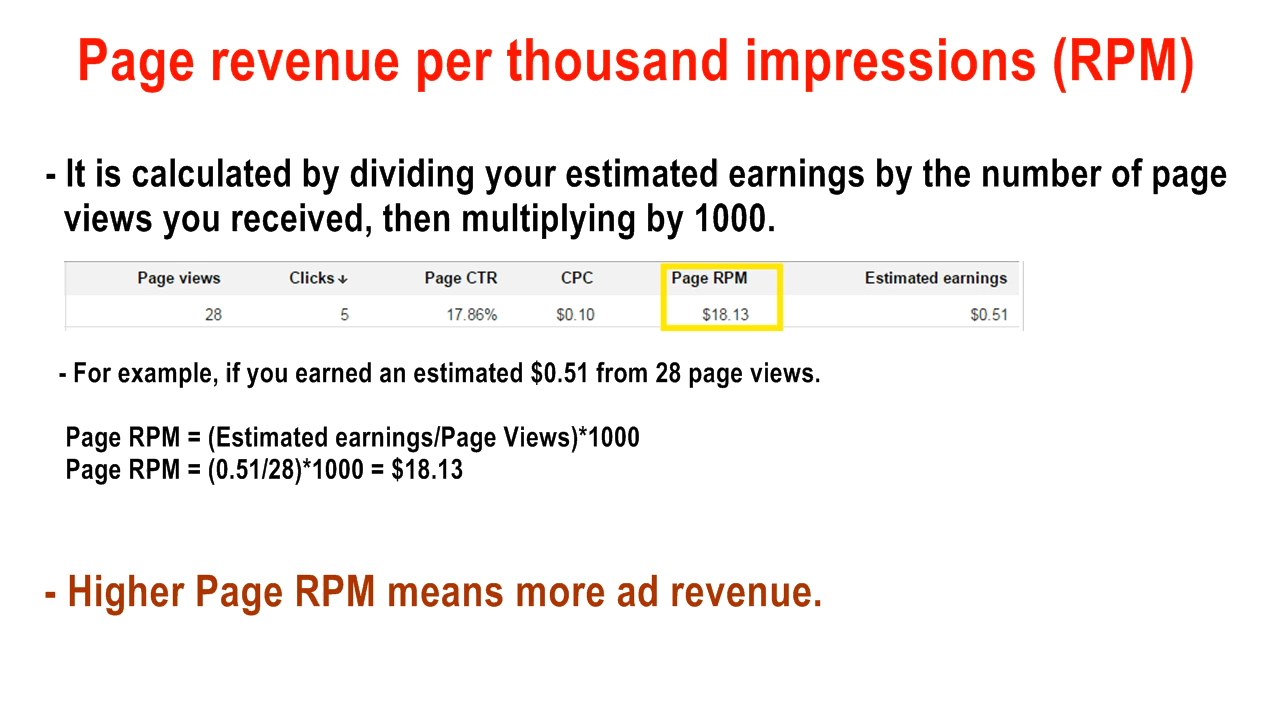 Page revenue per thousand impressions (RPM)
- It is calculated by dividing your estimated earnings by the number of page
views you received, then multiplying by 1000.
Page views Clicks↓ Page CTR CPC Page RPM Estimated earnings
28 5 17.86% $0.10 $18.13 $0.51
- For example, if you earned an estimated $0.51 from 28 page views.
Page RPM = (Estimated earnings/Page Views)*1000
Page RPM = (0.51/28)*1000 = $18.13
- Higher Page RPM means more ad revenue.